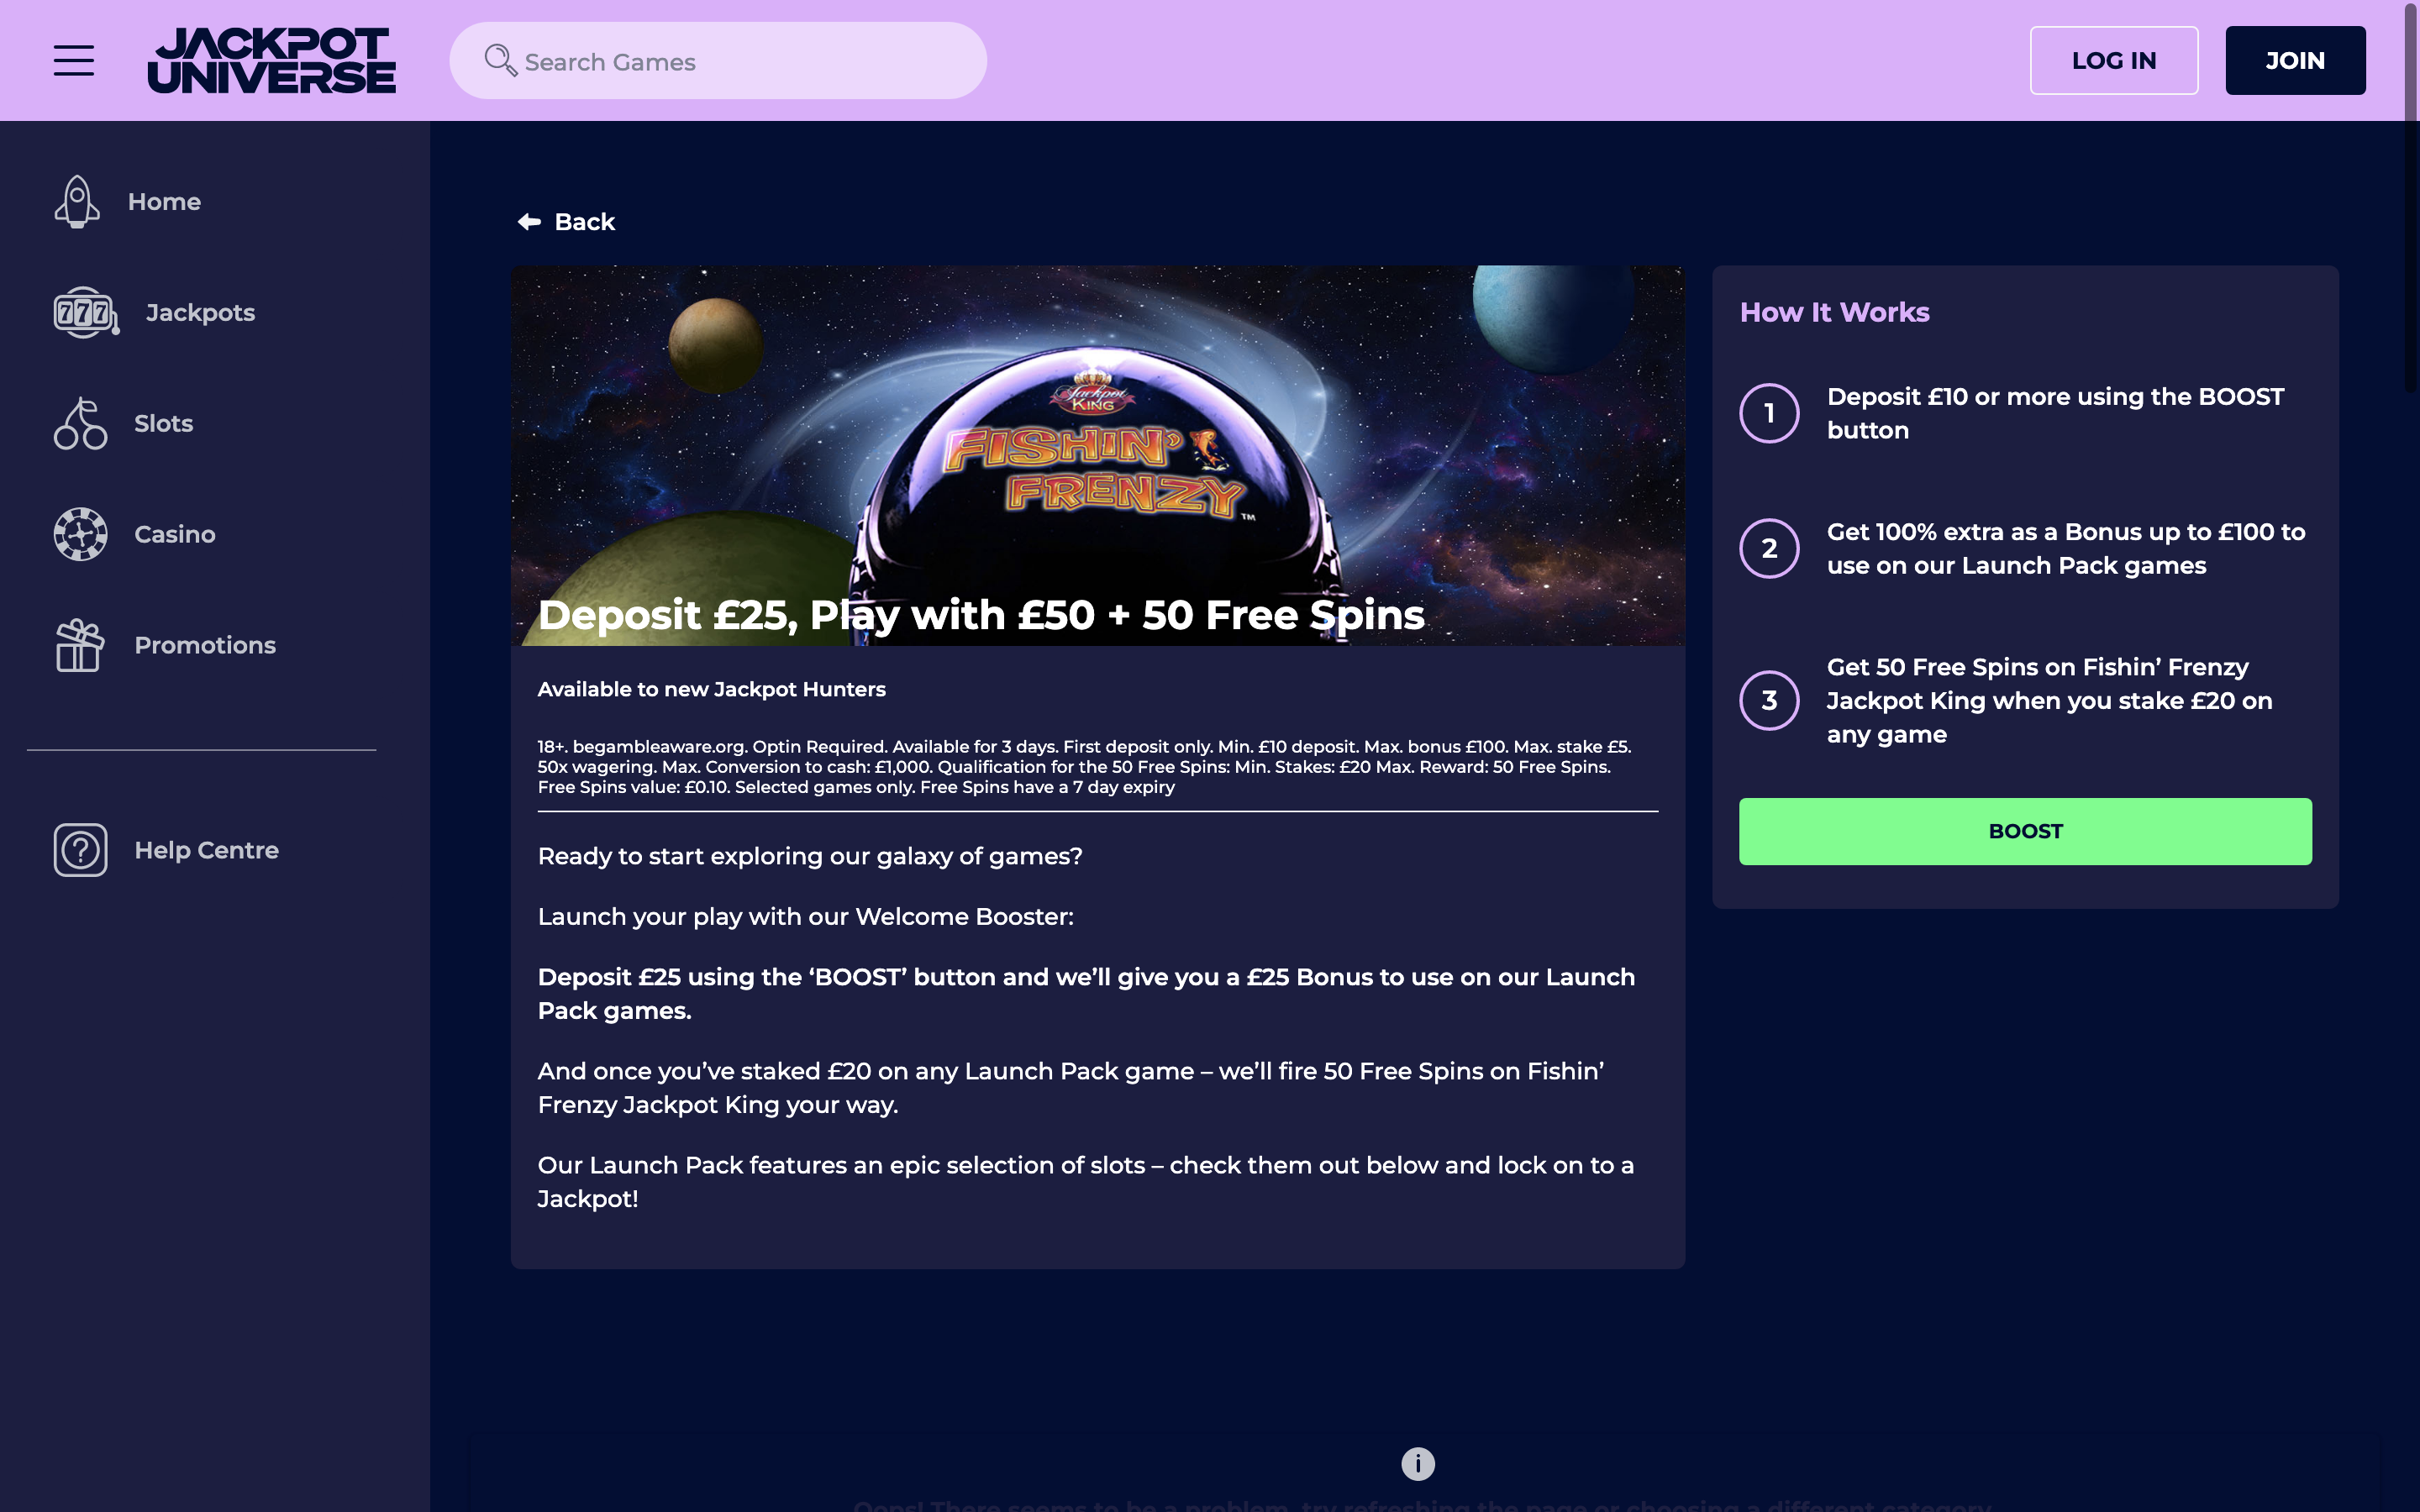 JACKPOT
UNIVERSE
Search Games
LOG IN
JOIN
Home
777
Jackpots
Slots
Casino
Promotions
Help Centre
Back
Jackpot
KING
FISHIN'
FRENZY™
Deposit £25, Play with £50 + 50 Free Spins
Available to new Jackpot Hunters
18+. begambleaware.org. Optin Required. Available for 3 days. First deposit only. Min. £10 deposit. Max. bonus £100. Max. stake £5.
50x wagering. Max. Conversion to cash: £1,000. Qualification for the 50 Free Spins: Min. Stakes: £20 Max. Reward: 50 Free Spins.
Free Spins value: £0.10. Selected games only. Free Spins have a 7 day expiry
Ready to start exploring our galaxy of games?
Launch your play with our Welcome Booster:
Deposit £25 using the ‘BOOST’ button and we’ll give you a £25 Bonus to use on our Launch
Pack games.
And once you’ve staked £20 on any Launch Pack game – we’ll fire 50 Free Spins on Fishin’
Frenzy Jackpot King your way.
Our Launch Pack features an epic selection of slots – check them out below and lock on to a
Jackpot!
How It Works
1
Deposit £10 or more using the BOOST
button
2
Get 100% extra as a Bonus up to £100 to
use on our Launch Pack games
3
Get 50 Free Spins on Fishin’ Frenzy
Jackpot King when you stake £20 on
any game
BOOST
i
Oops! There seems to be a problem, try refreshing the page or choosing a different category